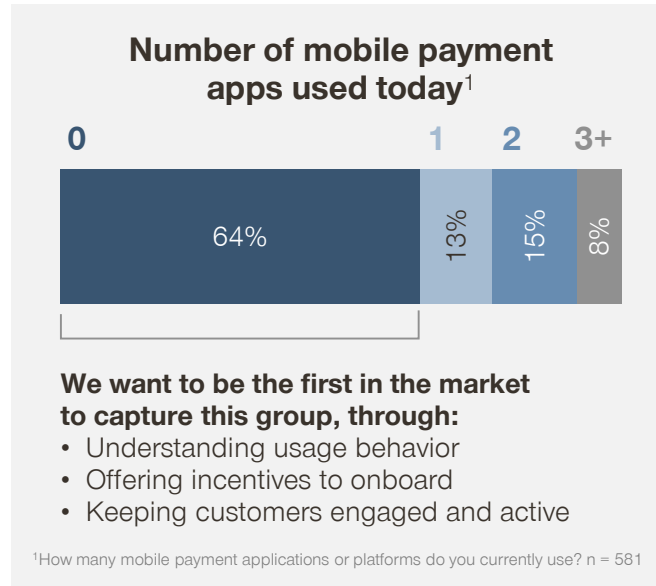 Number of mobile payment
apps used today¹
0 1 2 3+
64% 13% 15% 8%
We want to be the first in the market
to capture this group, through:
• Understanding usage behavior
• Offering incentives to onboard
• Keeping customers engaged and active
¹How many mobile payment applications or platforms do you currently use? n = 581